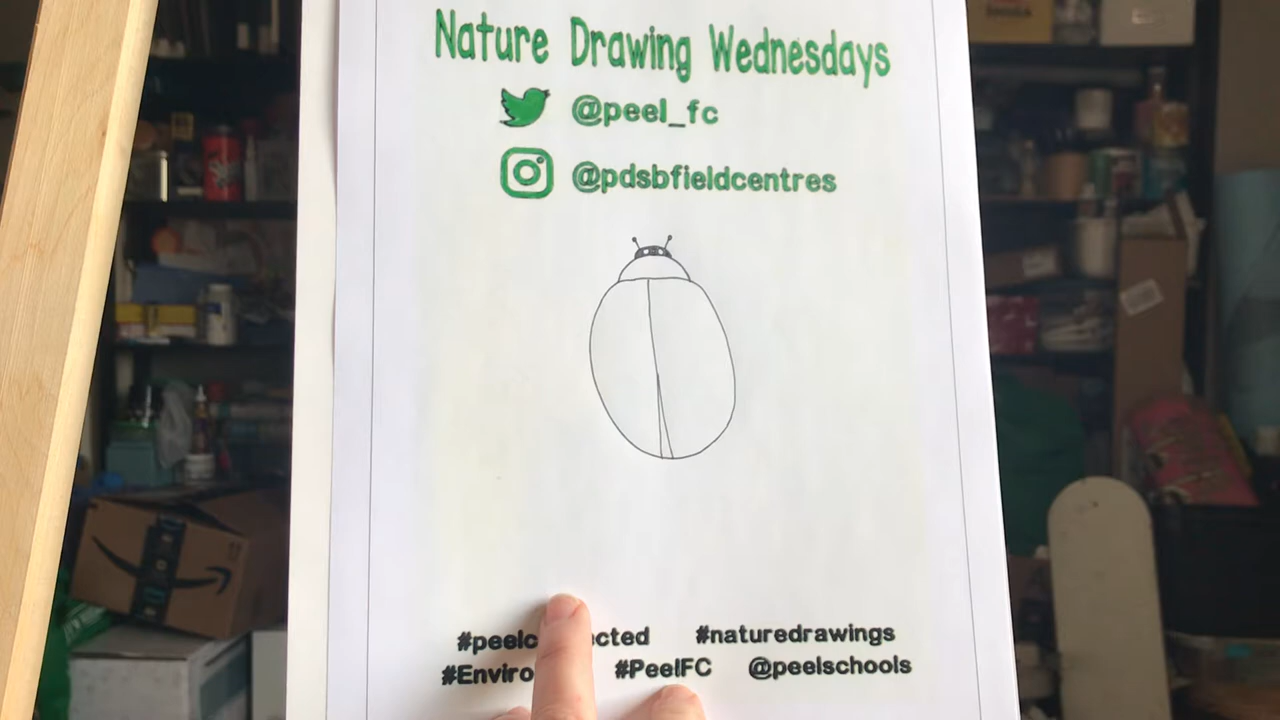 Nature Drawing Wednesdays
@peel_fc
@pdsbfieldcentres
#naturedrawings
#PeelFC @peelschools